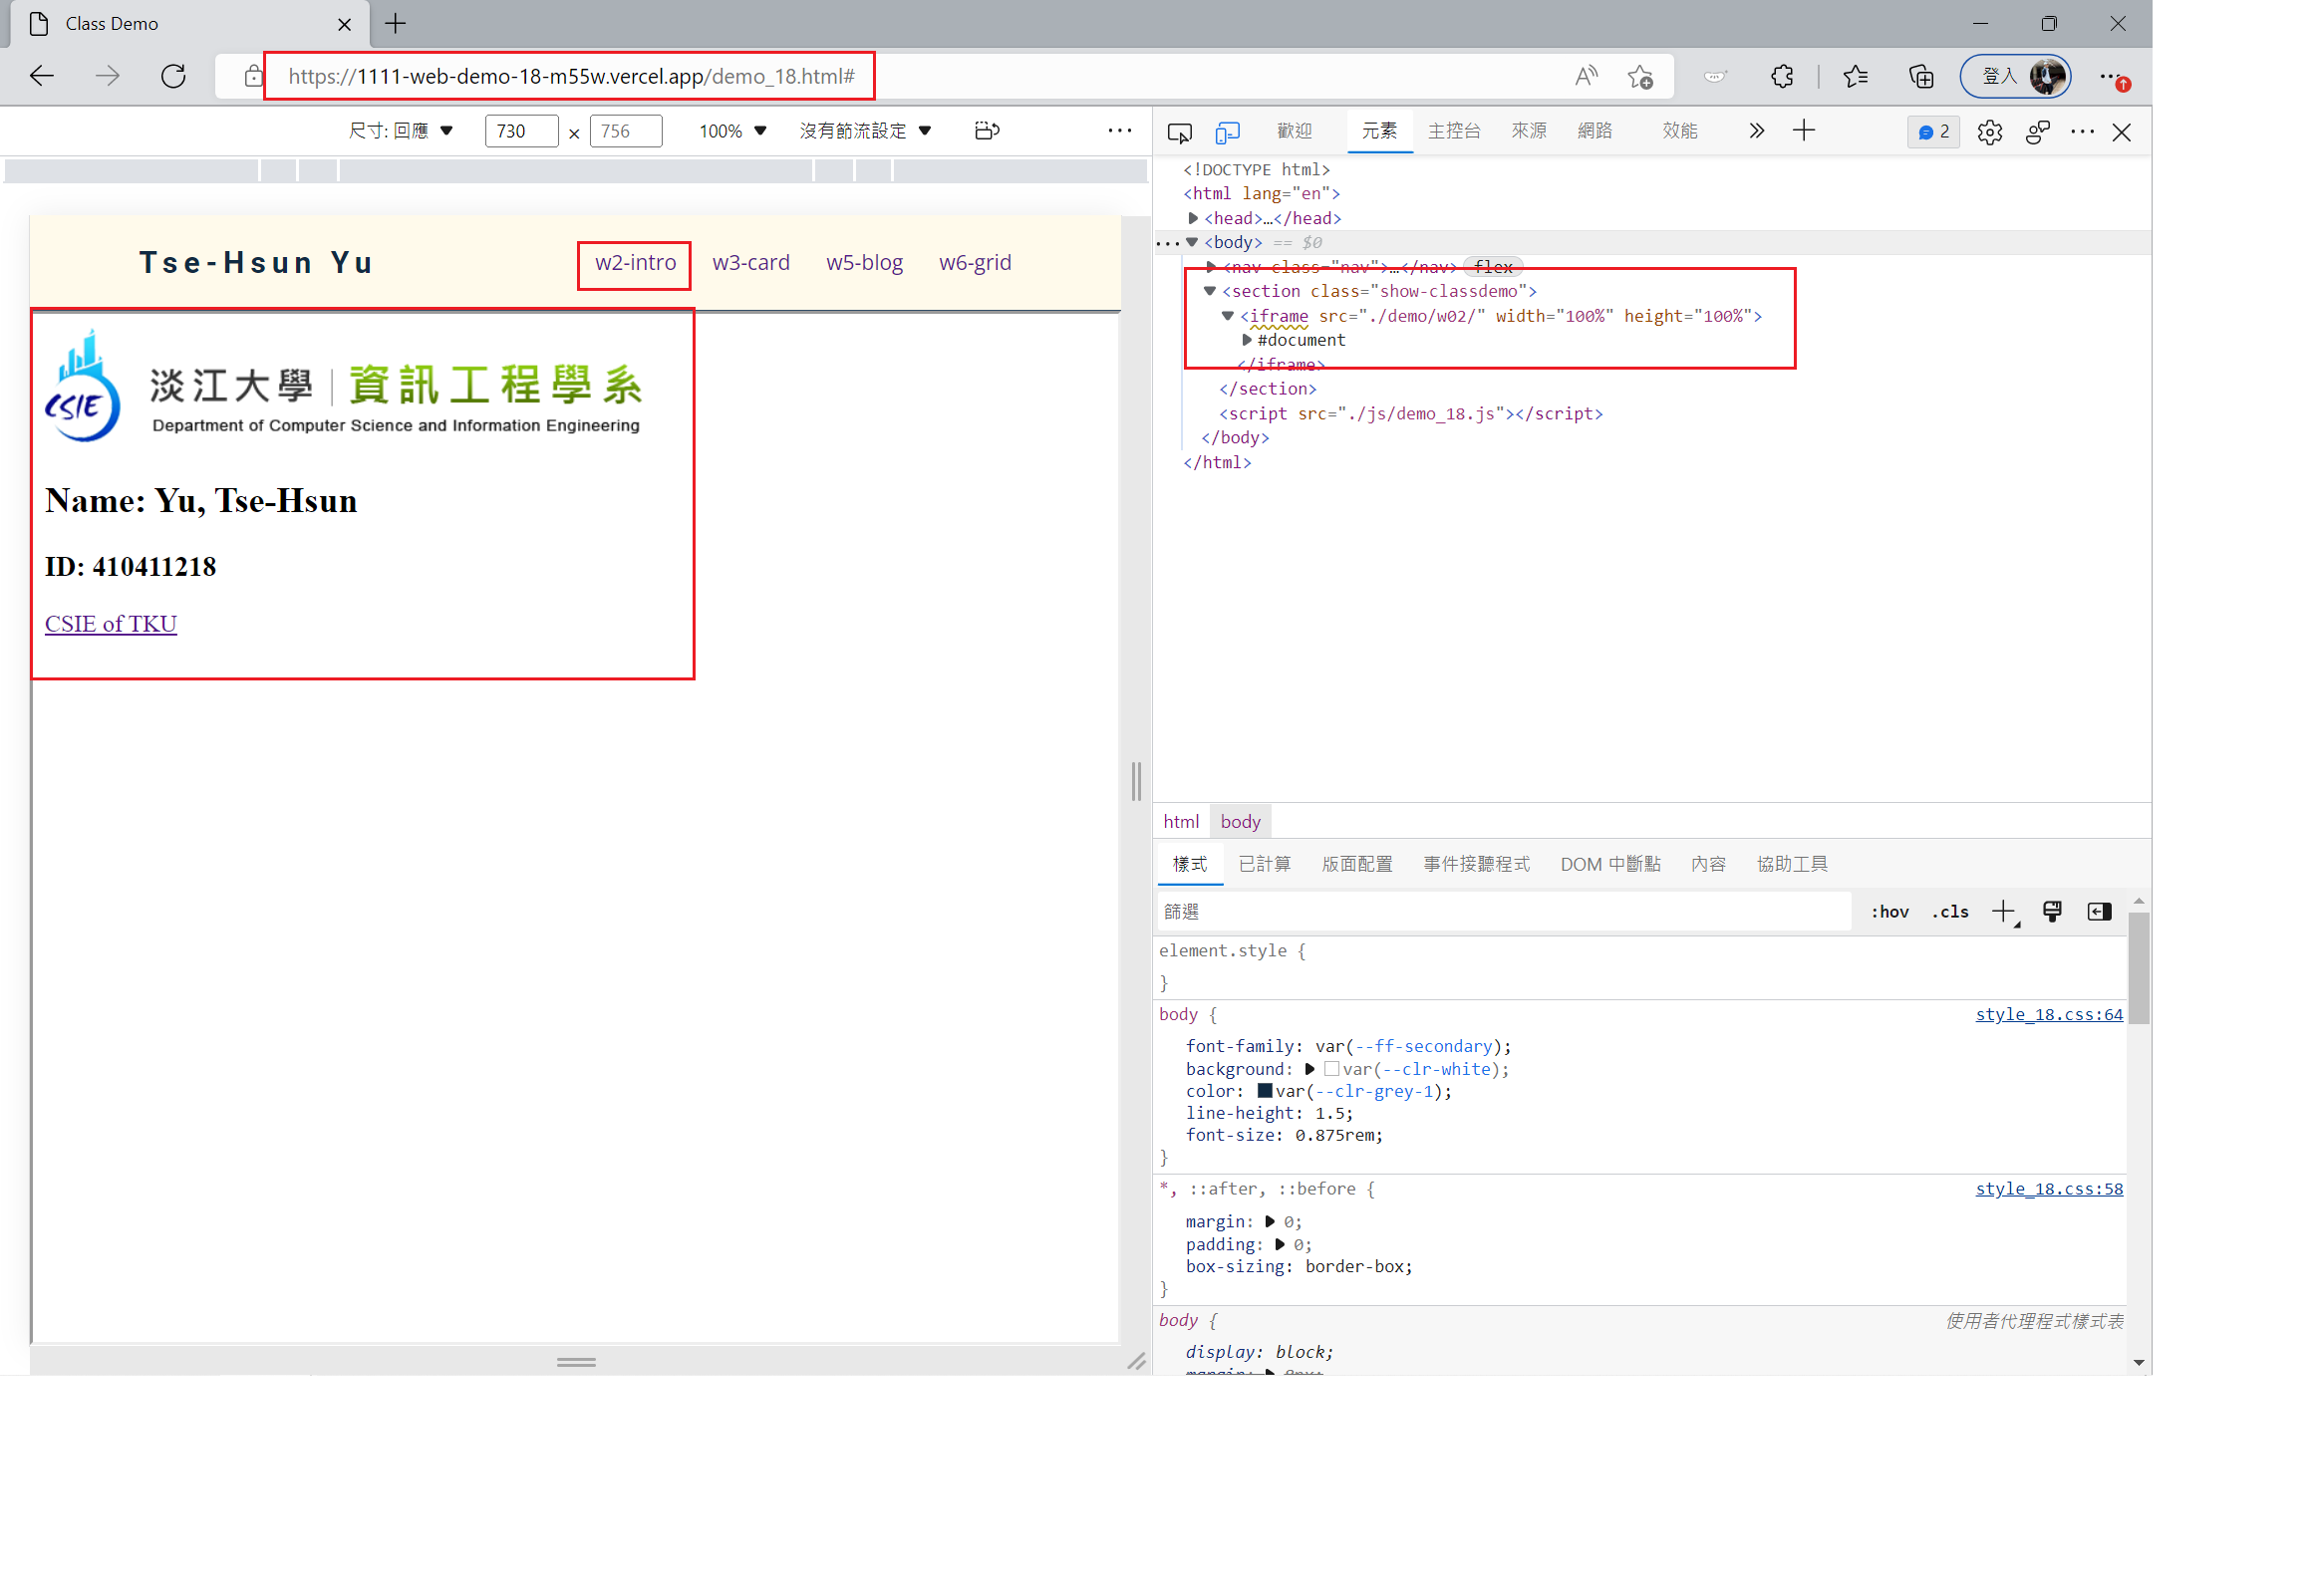 Class Demo
https://1111-web-demo-18-m55w.vercel.app/demo_18.html#
登入
尺寸: 回應
730 × 756
100%
沒有節流設定
Tse-Hsun Yu
w2-intro w3-card w5-blog w6-grid
CSIE
淡江大學 | 資訊工程學系
Department of Computer Science and Information Engineering
Name: Yu, Tse-Hsun
ID: 410411218
CSIE of TKU
歡迎 元素 主控台 來源 網路 效能
2
<!DOCTYPE html>
<html lang="en">
<head>…</head>
<body> == $0
<nav class="nav">…</nav> flex
<section class="show-classdemo">
<iframe src="./demo/w02/" width="100%" height="100%">
#document
</iframe>
</section>
<script src="./js/demo_18.js"></script>
</body>
</html>
html body
樣式 已計算 版面配置 事件接聽程式 DOM 中斷點 內容 協助工具
篩選 :hov .cls
element.style {
}
body { style_18.css:64
font-family: var(--ff-secondary);
background: var(--clr-white);
color: var(--clr-grey-1);
line-height: 1.5;
font-size: 0.875rem;
}
*, ::after, ::before { style_18.css:58
margin: 0;
padding: 0;
box-sizing: border-box;
}
body { 使用者代理程式樣式表
display: block;
margin: 8px;